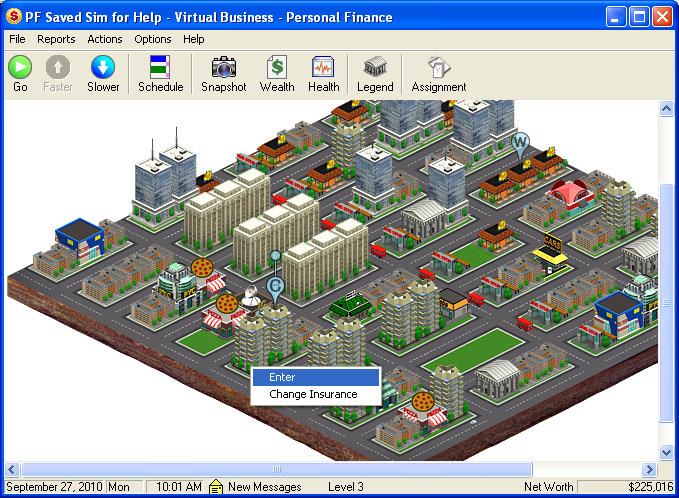 PF Saved Sim for Help - Virtual Business - Personal Finance
File Reports Actions Options Help
Go Faster Slower Schedule Snapshot Wealth Health Legend Assignment
W
CARS
C
Enter
Change Insurance
September 27, 2010 Mon 10:01 AM New Messages Level 3 Net Worth $225,016